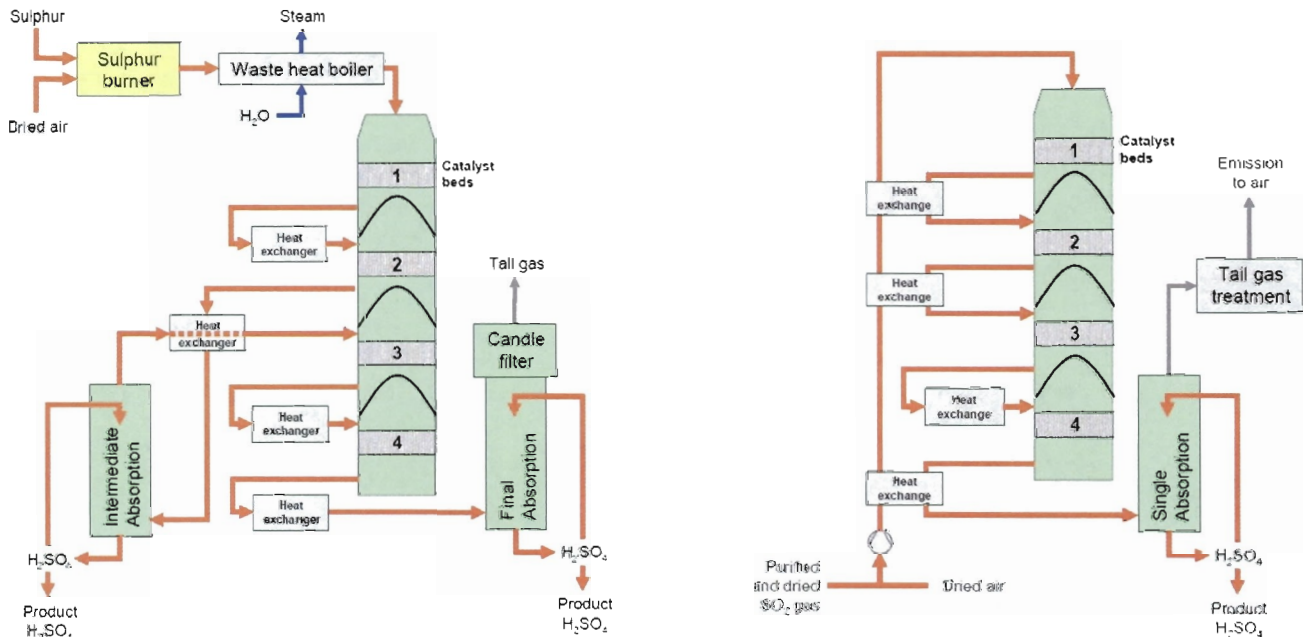 Sulphur
Steam
Sulphur
burner
Waste heat boiler
Dried air
H₂O
1
Catalyst
beds
Heat
exchanger
2
Tail gas
Heat
exchanger
3
Candle
filter
Heat
exchanger
4
Intermediate
Absorption
Heat
exchanger
Final
Absorption
H₂SO₄
H₂SO₄
Product
H₂SO₄
Product
H₂SO₄
1
Catalyst
beds
Emission
to air
Heat
exchange
2
Heat
exchange
Tail gas
treatment
3
Heat
exchange
4
Heat
exchange
Single
Absorption
H₂SO₄
Purified
and dried
SO₂ gas
Dried air
Product
H₂SO₄